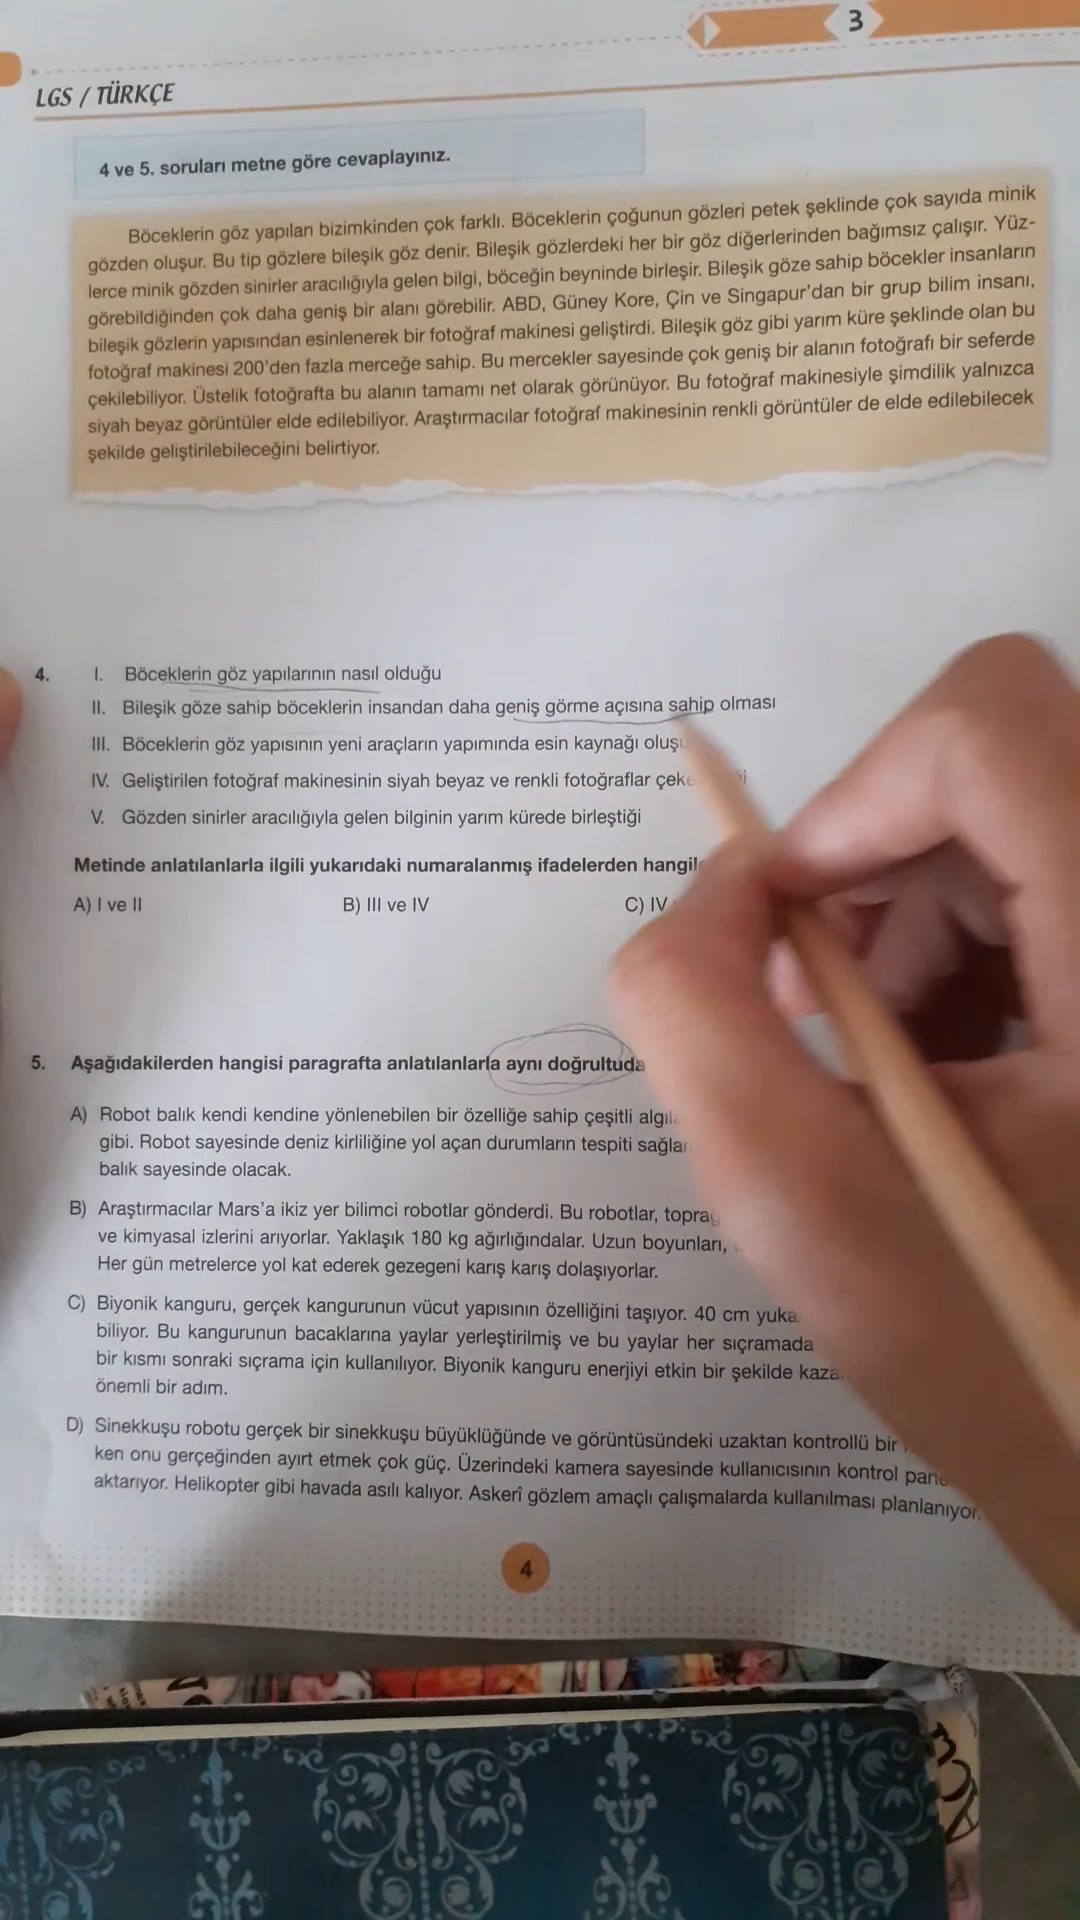 3
LGS / TÜRKÇE
4 ve 5. soruları metne göre cevaplayınız.
Böceklerin göz yapıları bizimkinden çok farklı. Böceklerin çoğunun gözleri petek şeklinde çok sayıda minik
gözden oluşur. Bu tip gözlere bileşik göz denir. Bileşik gözlerdeki her bir göz diğerlerinden bağımsız çalışır. Yüz-
lerce minik gözden sinirler aracılığıyla gelen bilgi, böceğin beyninde birleşir. Bileşik göze sahip böcekler insanların
görebildiğinden çok daha geniş bir alanı görebilir. ABD, Güney Kore, Çin ve Singapur'dan bir grup bilim insanı,
bileşik gözlerin yapısından esinlenerek bir fotoğraf makinesi geliştirdi. Bileşik göz gibi yarım küre şeklinde olan bu
fotoğraf makinesi 200'den fazla merceğe sahip. Bu mercekler sayesinde çok geniş bir alanın fotoğrafı bir seferde
çekilebiliyor. Üstelik fotoğrafta bu alanın tamamı net olarak görünüyor. Bu fotoğraf makinesiyle şimdilik yalnızca
siyah beyaz görüntüler elde edilebiliyor. Araştırmacılar fotoğraf makinesinin renkli görüntüler de elde edilebilecek
şekilde geliştirilebileceğini belirtiyor.
4. I. Böceklerin göz yapılarının nasıl olduğu
II. Bileşik göze sahip böceklerin insandan daha geniş görme açısına sahip olması
III. Böceklerin göz yapısının yeni araçların yapımında esin kaynağı
IV. Geliştirilen fotoğraf makinesinin siyah beyaz ve renkli fotoğraflar
V. Gözden sinirler aracılığıyla gelen bilginin yarım kürede birleştiği
Metinde anlatılanlarla ilgili yukarıdaki numaralanmış ifadelerden
A) I ve II B) III ve IV C) IV
5. Aşağıdakilerden hangisi paragrafta anlatılanlarla aynı doğrultuda
A) Robot balık kendi kendine yönlenebilen bir özelliğe sahip çeşitli
gibi. Robot sayesinde deniz kirliliğine yol açan durumların tespiti
balık sayesinde olacak.
B) Araştırmacılar Mars'a ikiz yer bilimci robotlar gönderdi. Bu robotlar,
ve kimyasal izlerini arıyorlar. Yaklaşık 180 kg ağırlığındalar. Uzun boyunları,
Her gün metrelerce yol kat ederek gezegeni karış karış dolaşıyorlar.
C) Biyonik kanguru, gerçek kangurunun vücut yapısının özelliğini taşıyor. 40 cm
biliyor. Bu kangurunun bacaklarına yaylar yerleştirilmiş ve bu yaylar her sıçramada
bir kısmı sonraki sıçrama için kullanılıyor. Biyonik kanguru enerjiyi etkin bir şekilde
önemli bir adım.
D) Sinekkuşu robotu gerçek bir sinekkuşu büyüklüğünde ve görüntüsündeki uzaktan kontrollü bir
ken onu gerçeğinden ayırt etmek çok güç. Üzerindeki kamera sayesinde kullanıcısının kontrol
aktarıyor. Helikopter gibi havada asılı kalıyor. Askerî gözlem amaçlı çalışmalarda kullanılması planlanıyor.
4